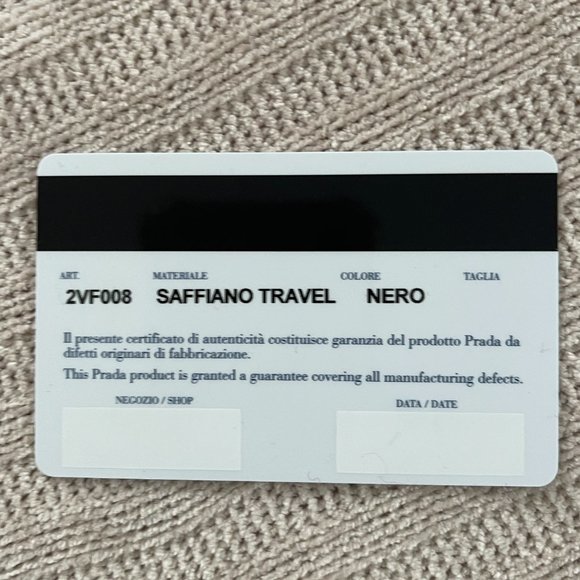 ART. MATERIALE COLORE TAGLIA
2VF008 SAFFIANO TRAVEL NERO
Il presente certificato di autenticità costituisce garanzia del prodotto Prada da
difetti originari di fabbricazione.
This Prada product is granted a guarantee covering all manufacturing defects.
NEGOZIO / SHOP DATA / DATE